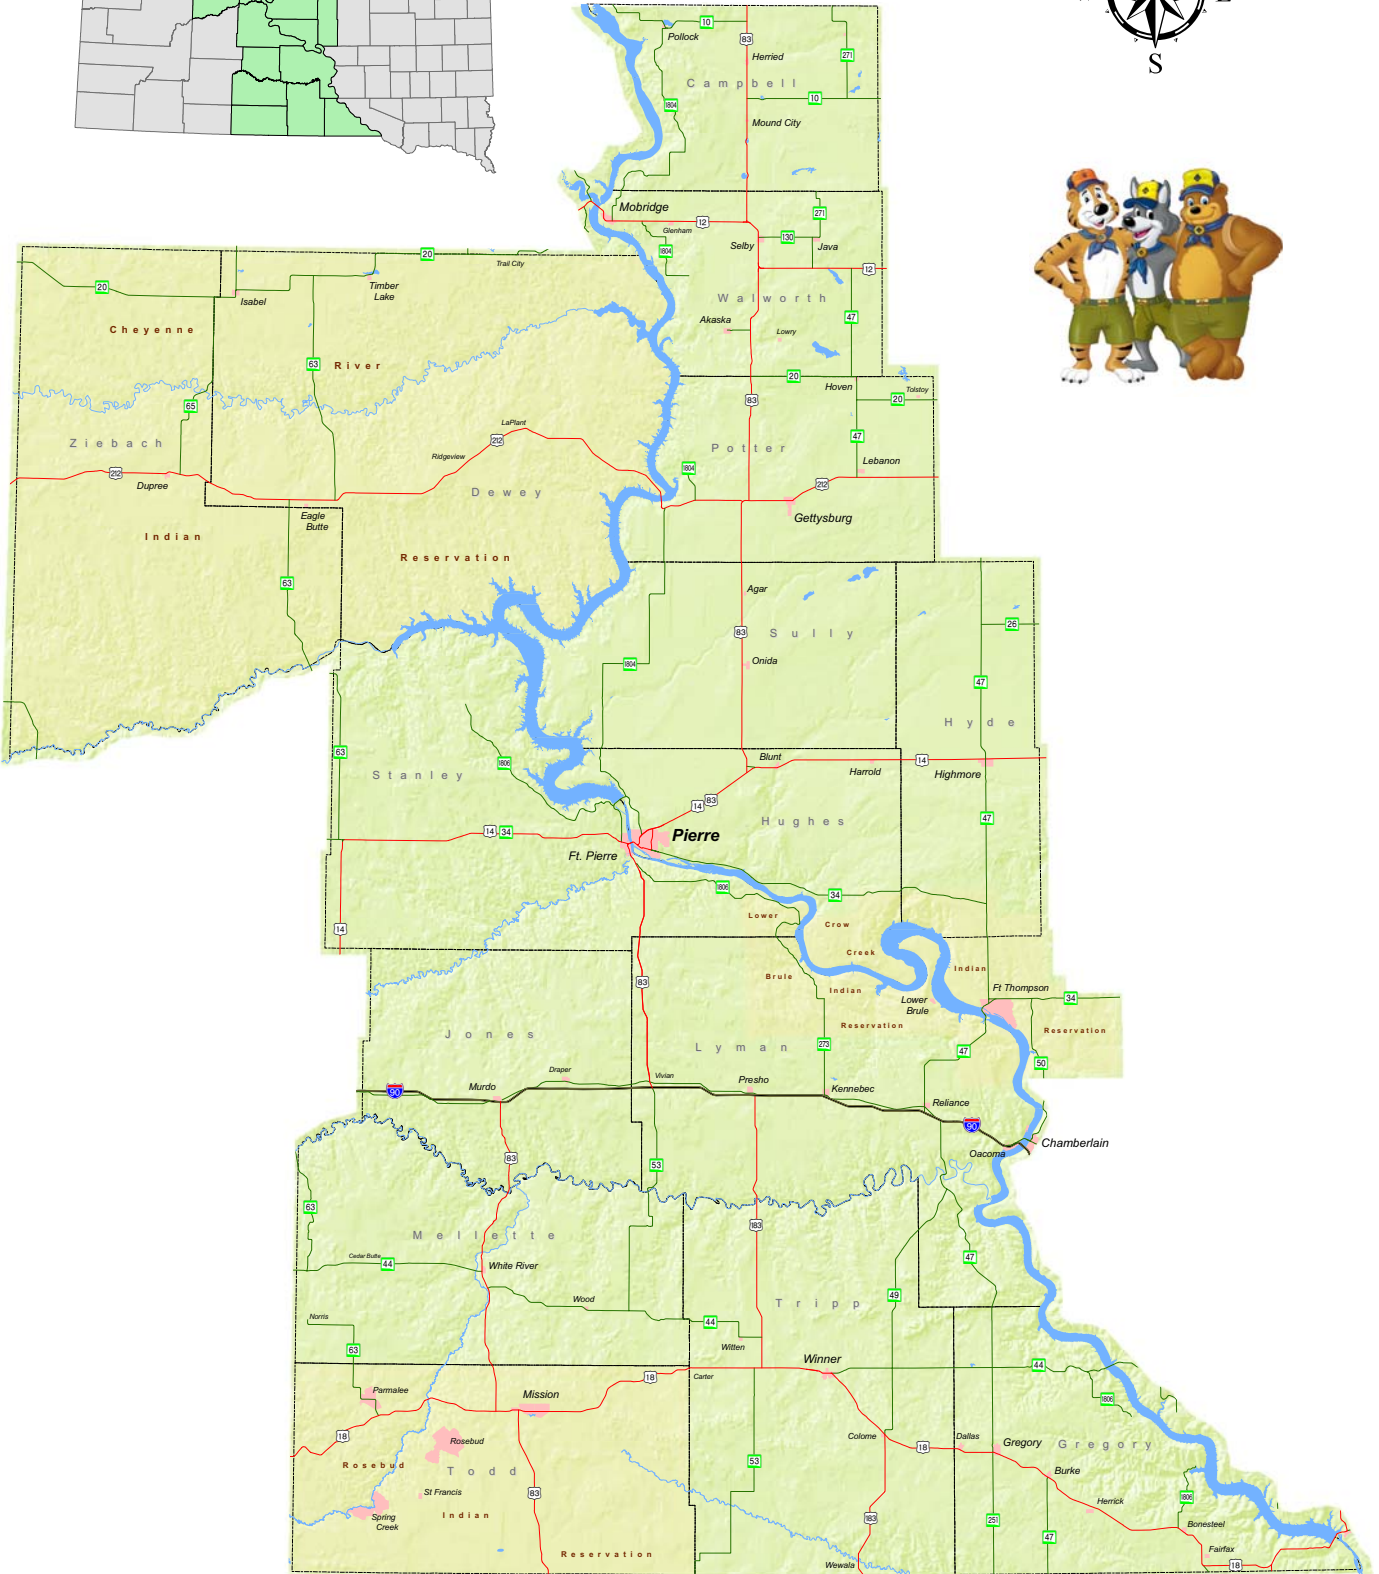 S
10
Pollock
83
Herried
271
Campbell
1804
10
Mound City
Mobridge
12
Glenham
271
1804
Selby
130
Java
12
20
Trail City
20
Isabel
Timber
Lake
Walworth
Cheyenne
Akaska
47
Lowry
63
River
20
Hoven
Tolstoy
65
83
20
LaPlant
Ziebach
212
47
Potter
Ridgeview
Lebanon
212
1804
Dupree
212
Dewey
Eagle
Butte
Gettysburg
Indian
Reservation
63
Agar
26
83
Sully
1804
Onida
47
Hyde
63
1806
Stanley
Blunt
14
Harrold
Highmore
14
83
Hughes
47
14
34
Pierre
Ft. Pierre
1806
34
Lower
Crow
14
Creek
Indian
Brule
83
Indian
Ft Thompson
Lower
Brule
34
Reservation
Reservation
Jones
Lyman
273
47
50
Draper
Vivian
Murdo
Presho
Kennebec
90
Reliance
90
Chamberlain
Oacoma
83
53
63
183
Mellette
47
Cedar Butte
44
White River
49
Wood
Tripp
Norris
44
63
Witten
Winner
44
18
Carter
Parmalee
Mission
1806
18
Rosebud
Colome
18
Dallas
Gregory
Gregory
Rosebud
Todd
53
Burke
St Francis
83
Herrick
1806
Spring
Creek
Indian
183
251
Bonesteel
47
Fairfax
Reservation
Wewala
18